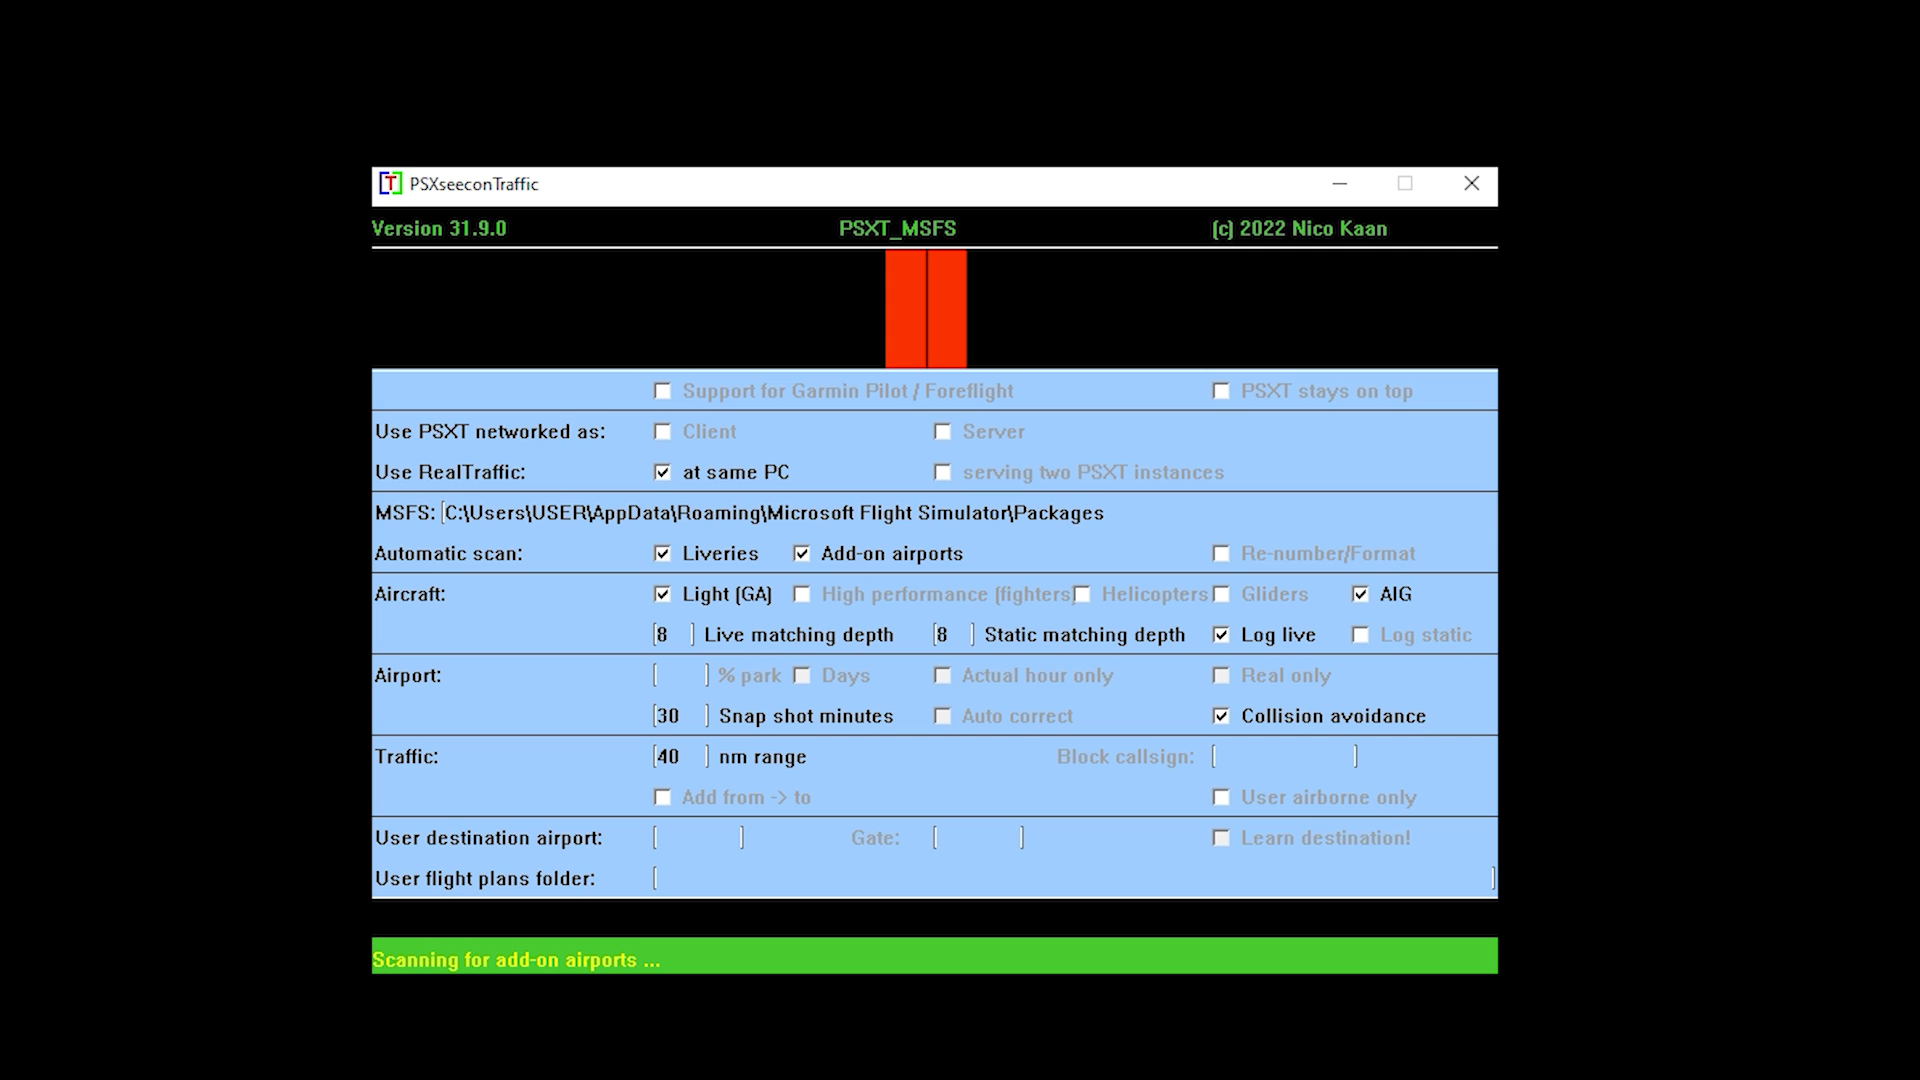 PSXseeconTraffic
Version 31.9.0 PSXT_MSFS (c) 2022 Nico Kaan
Support for Garmin Pilot / Foreflight PSXT stays on top
Use PSXT networked as: Client Server
Use RealTraffic: at same PC serving two PSXT instances
MSFS: [C:\Users\USER\AppData\Roaming\Microsoft Flight Simulator\Packages
Automatic scan: Liveries Add-on airports Re-number/Format
Aircraft: Light (GA) High performance (fighters) Helicopters Gliders AIG
[8 ] Live matching depth [8 ] Static matching depth Log live Log static
Airport: [ ] % park Days Actual hour only Real only
[30 ] Snap shot minutes Auto correct Collision avoidance
Traffic: [40 ] nm range Block callsign: [ ]
Add from -> to User airborne only
User destination airport: [ ] Gate: [ ] Learn destination!
User flight plans folder: [ ]
Scanning for add-on airports ...